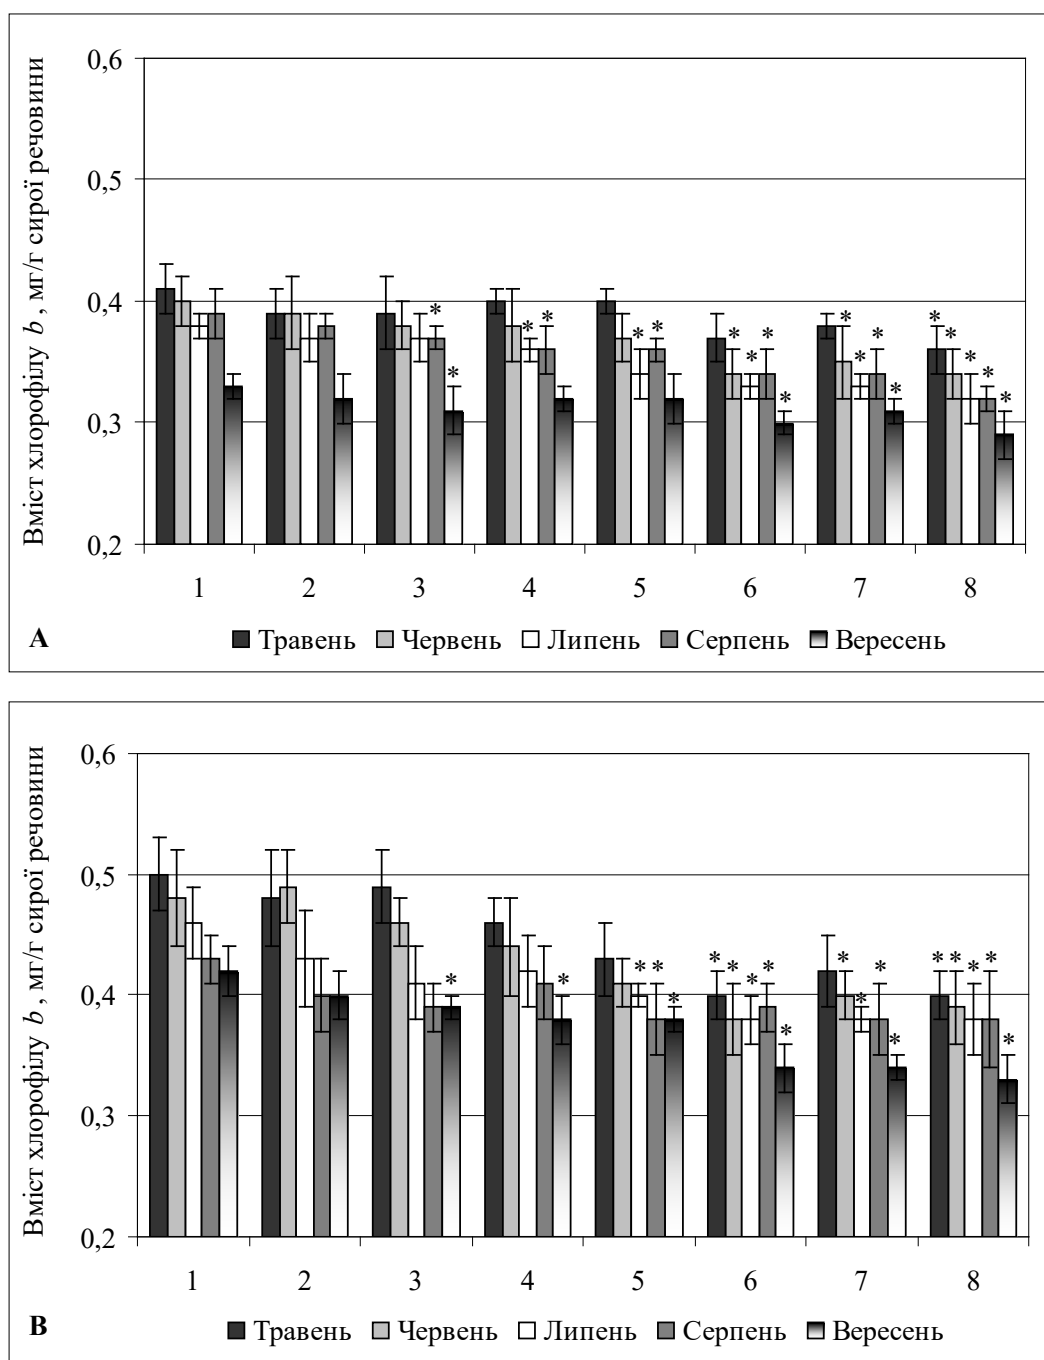 Вміст хлорофілу b , мг/г сирої речовини
0,6
0,5
0,4
0,3
0,2
* * * * * * * * * * * * * * * * * * * *
1 2 3 4 5 6 7 8
А
Травень Червень Липень Серпень Вересень
Вміст хлорофілу b , мг/г сирої речовини
0,6
0,5
0,4
0,3
0,2
* * * * * * * * * * * * * * * * * * *
1 2 3 4 5 6 7 8
В
Травень Червень Липень Серпень Вересень